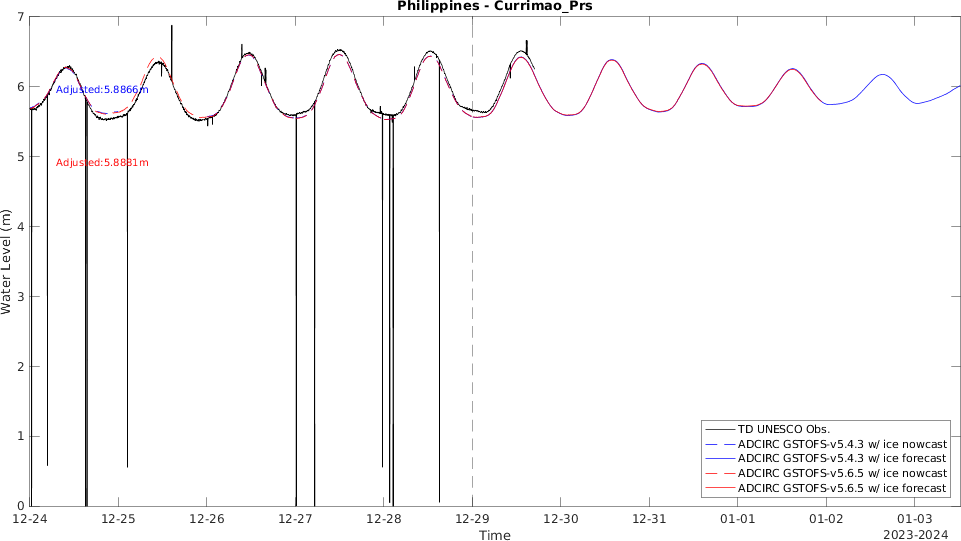 Philippines - Currimao_Prs
7
6
5
4
3
2
1
0
Water Level (m)
Adjusted:5.8866m
Adjusted:5.8831m
TD UNESCO Obs.
ADCIRC GSTOFS-v5.4.3 w/ ice nowcast
ADCIRC GSTOFS-v5.4.3 w/ ice forecast
ADCIRC GSTOFS-v5.6.5 w/ ice nowcast
ADCIRC GSTOFS-v5.6.5 w/ ice forecast
12-24 12-25 12-26 12-27 12-28 12-29 12-30 12-31 01-01 01-02 01-03
Time
2023-2024